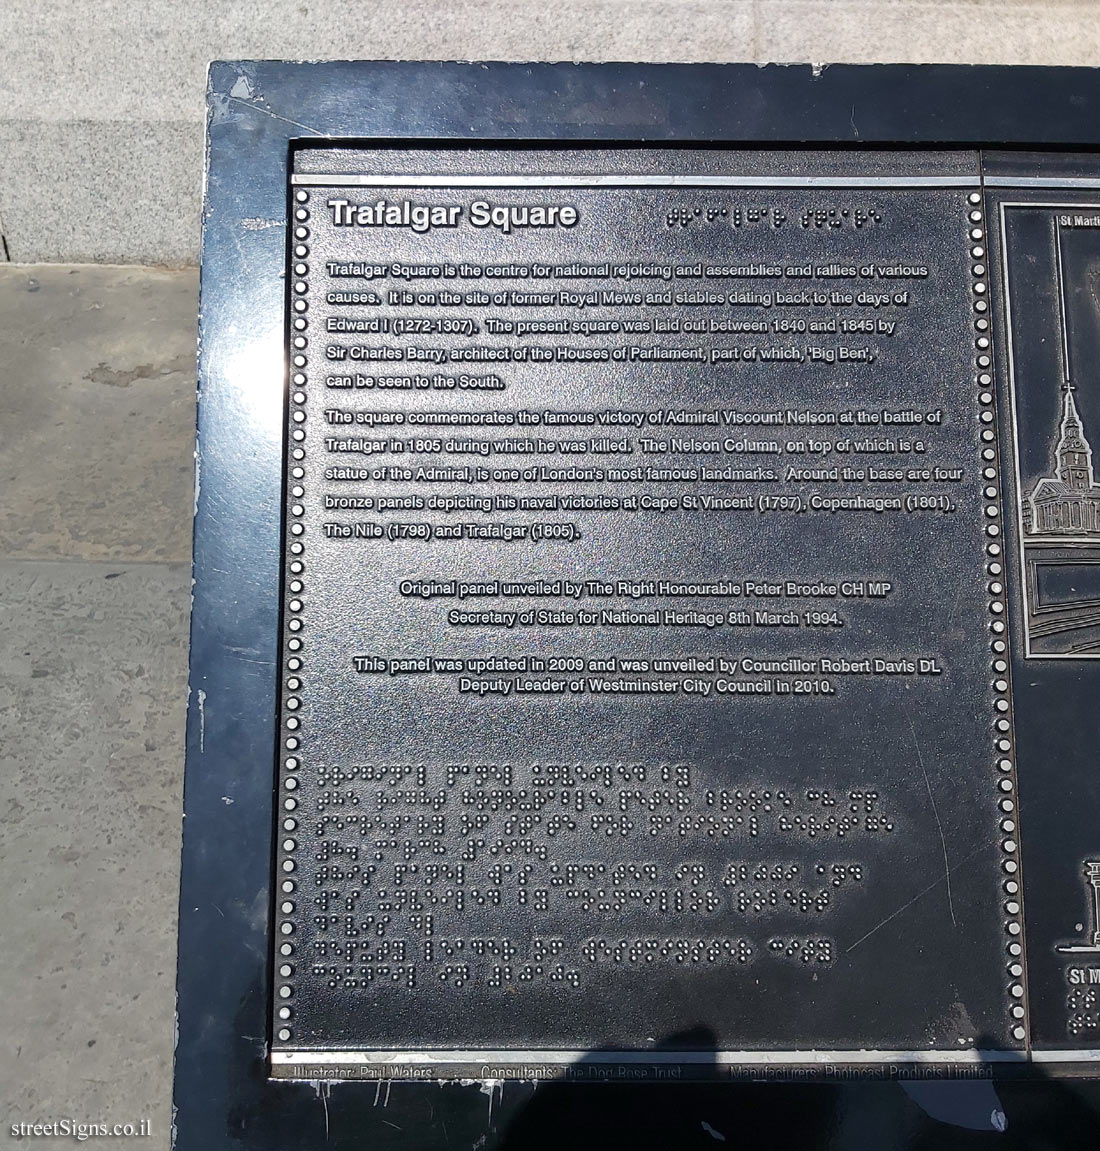 Trafalgar Square
Trafalgar Square is the centre for national rejoicing and assemblies and rallies of various
causes. It is on the site of former Royal Mews and stables dating back to the days of
Edward I (1272-1307). The present square was laid out between 1840 and 1845 by
Sir Charles Barry, architect of the Houses of Parliament, part of which, 'Big Ben',
can be seen to the South.
The square commemorates the famous victory of Admiral Viscount Nelson at the battle of
Trafalgar in 1805 during which he was killed. The Nelson Column, on top of which is a
statue of the Admiral, is one of London's most famous landmarks. Around the base are four
bronze panels depicting his naval victories at Cape St Vincent (1797), Copenhagen (1801),
The Nile (1798) and Trafalgar (1805).
Original panel unveiled by The Right Honourable Peter Brooke CH MP
Secretary of State for National Heritage 8th March 1994.
This panel was updated in 2009 and was unveiled by Councillor Robert Davis DL
Deputy Leader of Westminster City Council in 2010.
Illustrator: Paul Waters Consultants: The Dog Rose Trust Manufacturers: Photocast Products Limited
St Marti
St M
streetSigns.co.il